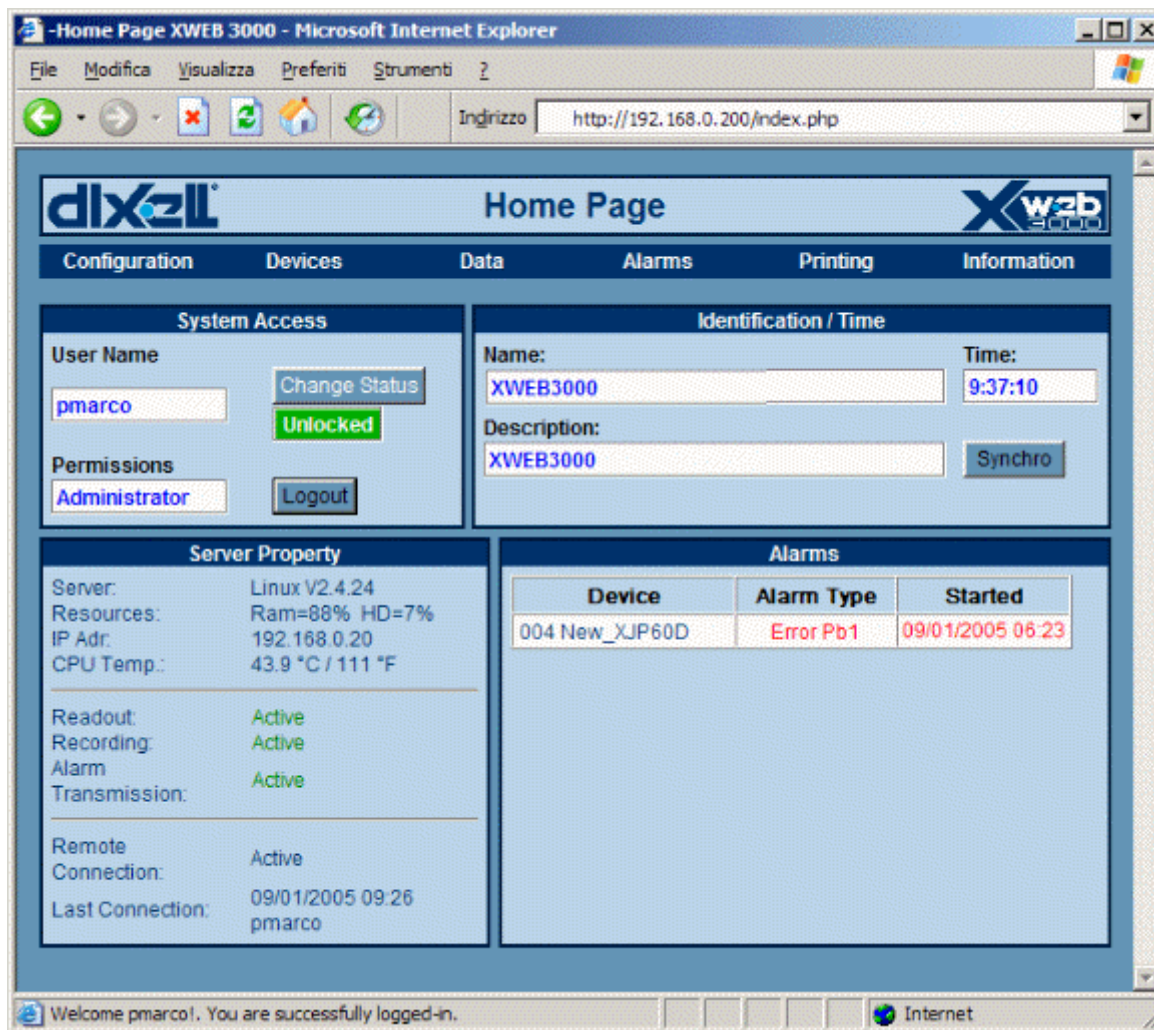 -Home Page XWEB 3000 - Microsoft Internet Explorer
File Modifica Visualizza Preferiti Strumenti ?
Indirizzo http://192.168.0.200/index.php
dIXEll Home Page Xweb 3000
Configuration Devices Data Alarms Printing Information
System Access
User Name
Change Status
pmarco
Unlocked
Permissions
Administrator Logout
Identification / Time
Name: Time:
XWEB3000 9:37:10
Description:
XWEB3000 Synchro
Server Property
Server: Linux V2.4.24
Resources: Ram=88% HD=7%
IP Adr: 192.168.0.20
CPU Temp.: 43.9 °C / 111 °F
Readout: Active
Recording: Active
Alarm
Transmission: Active
Remote
Connection: Active
Last Connection: 09/01/2005 09:26
pmarco
Alarms
Device Alarm Type Started
004 New_XJP60D Error Pb1 09/01/2005 06:23
Welcome pmarco!. You are successfully logged-in. Internet